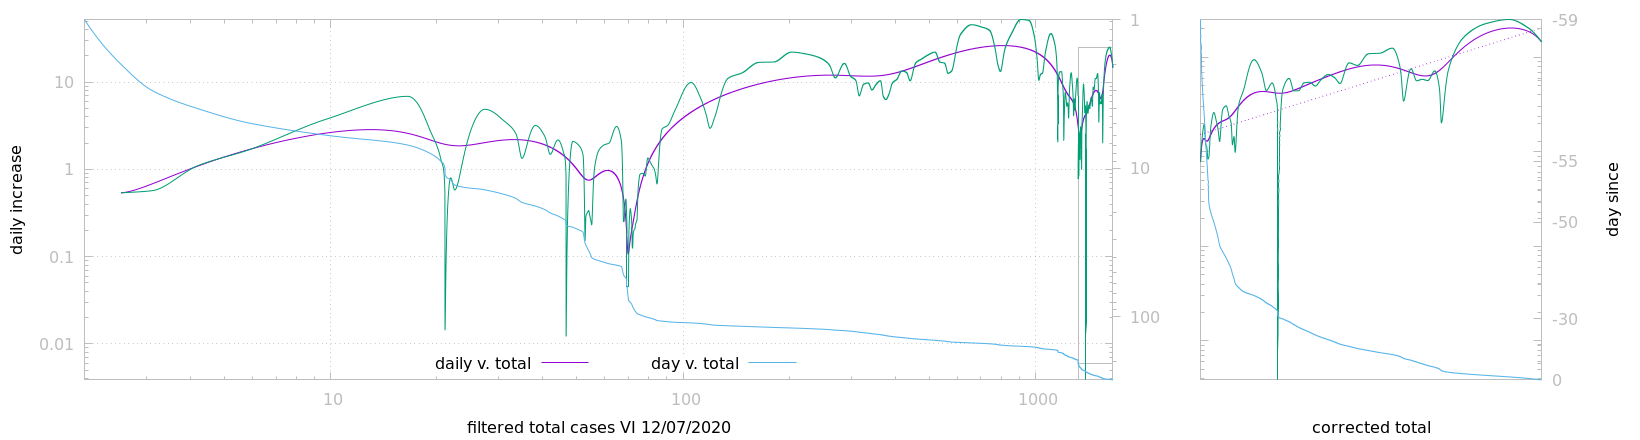 daily increase
10
1
0.1
0.01
10
100
1000
1
10
100
daily v. total
day v. total
filtered total cases VI 12/07/2020
-59
-55
-50
-30
0
day since
corrected total